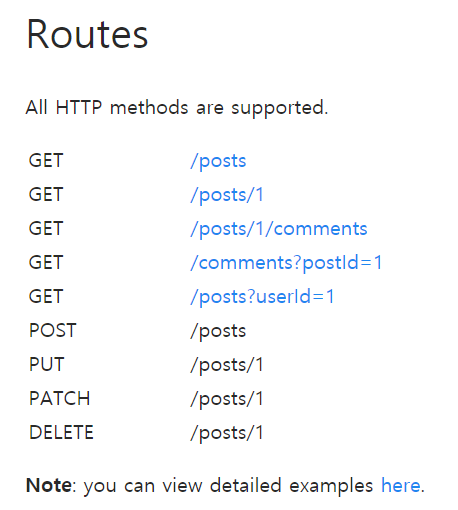 Routes
All HTTP methods are supported.
GET /posts
GET /posts/1
GET /posts/1/comments
GET /comments?postId=1
GET /posts?userId=1
POST /posts
PUT /posts/1
PATCH /posts/1
DELETE /posts/1
Note: you can view detailed examples here.